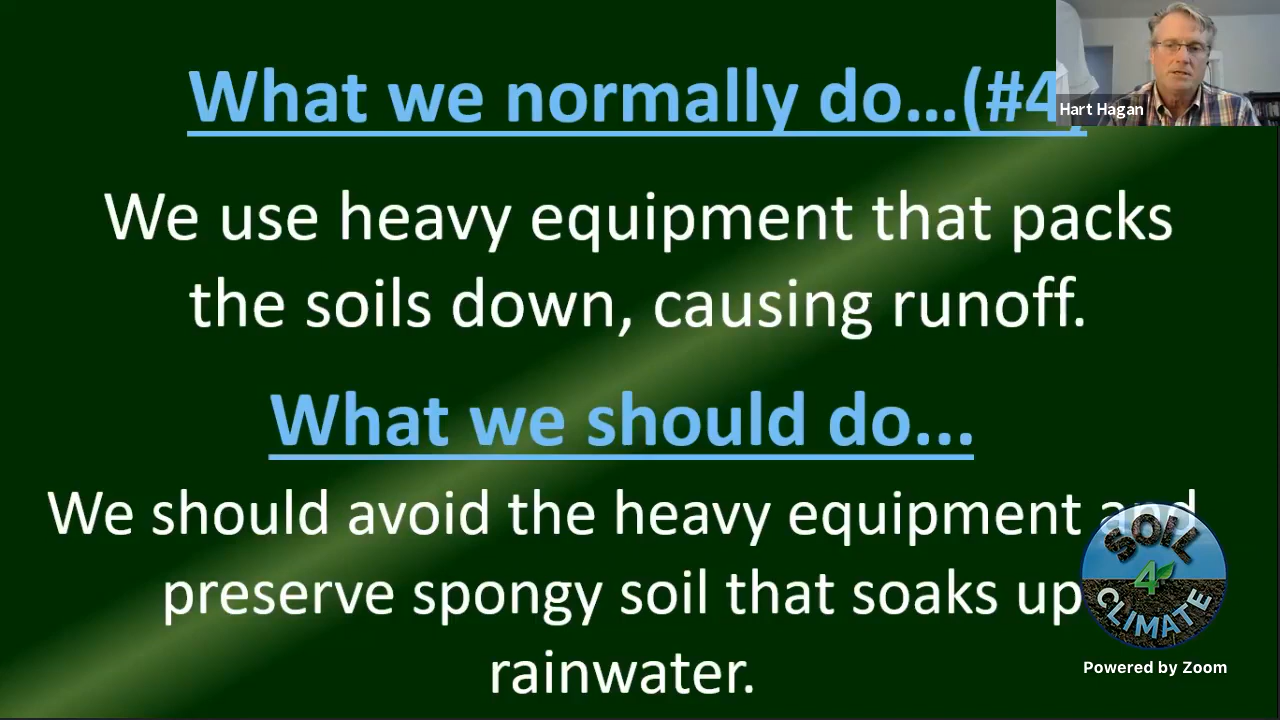 What we normally do...(#4)
Hart Hagan
We use heavy equipment that packs
the soils down, causing runoff.
What we should do...
We should avoid the heavy equipment and
preserve spongy soil that soaks up
rainwater.
SOIL
4
CLIMATE
Powered by Zoom